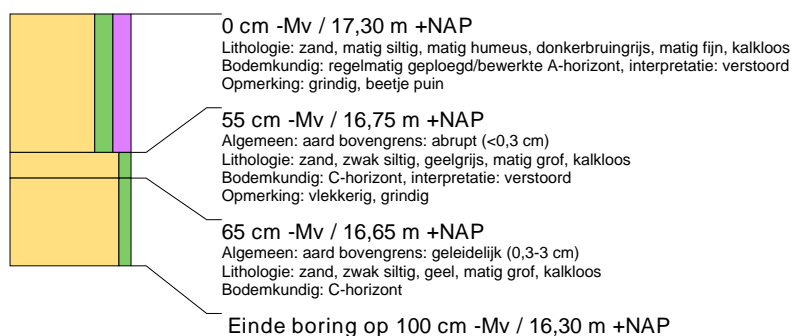 0 cm -Mv / 17,30 m +NAP
Lithologie: zand, matig siltig, matig humeus, donkerbruingrijs, matig fijn, kalkloos
Bodemkundig: regelmatig geploegd/bewerkte A-horizont, interpretatie: verstoord
Opmerking: grindig, beetje puin
55 cm -Mv / 16,75 m +NAP
Algemeen: aard bovengrens: abrupt (<0,3 cm)
Lithologie: zand, zwak siltig, geelgrijs, matig grof, kalkloos
Bodemkundig: C-horizont, interpretatie: verstoord
Opmerking: vlekkerig, grindig
65 cm -Mv / 16,65 m +NAP
Algemeen: aard bovengrens: geleidelijk (0,3-3 cm)
Lithologie: zand, zwak siltig, geel, matig grof, kalkloos
Bodemkundig: C-horizont
Einde boring op 100 cm -Mv / 16,30 m +NAP